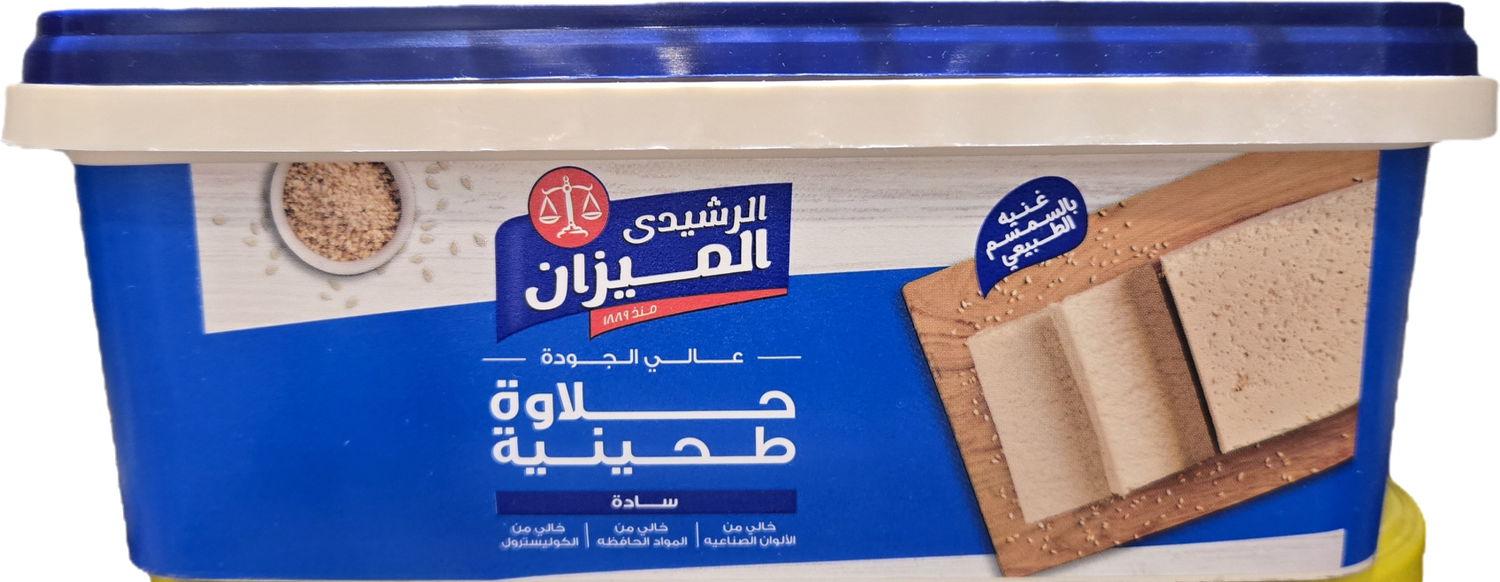 الرشيدى
الميزان
منذ ١٨٨٩
عالي الجودة
حلاوة
طحينية
سادة
خالي من
الألوان الصناعيه
خالي من
المواد الحافظه
خالي من
الكوليسترول
غنيه
بالسمسم
الطبيعي